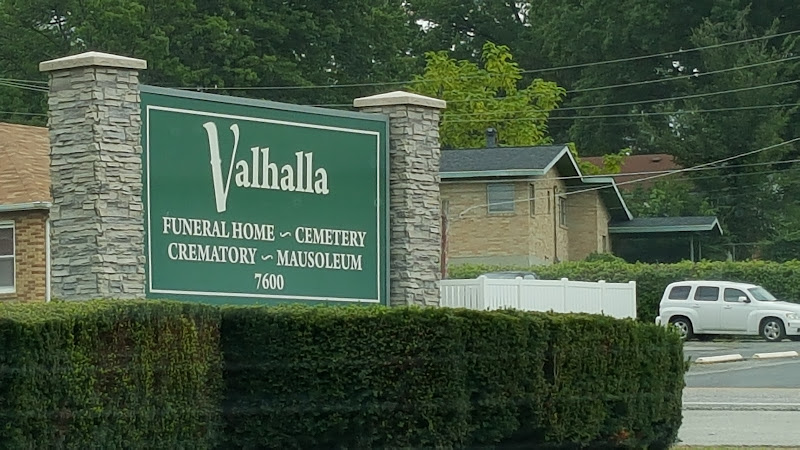 Valhalla
FUNERAL HOME ~ CEMETERY
CREMATORY ~ MAUSOLEUM
7600